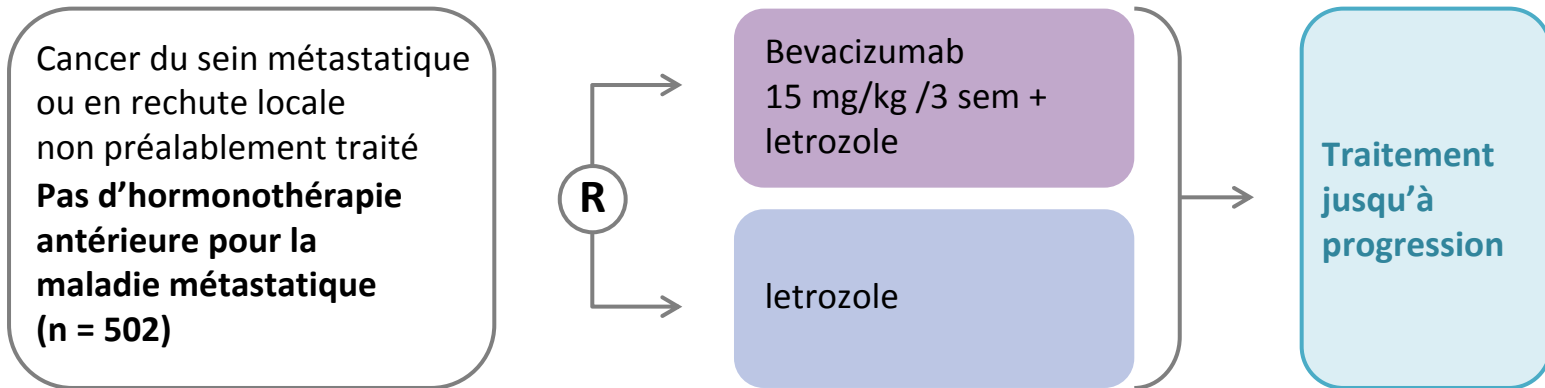 Cancer du sein métastatique
ou en rechute locale
non préalablement traité
Pas d’hormonothérapie
antérieure pour la
maladie métastatique
(n = 502)
R
Bevacizumab
15 mg/kg /3 sem +
letrozole
letrozole
Traitement
jusqu’à
progression